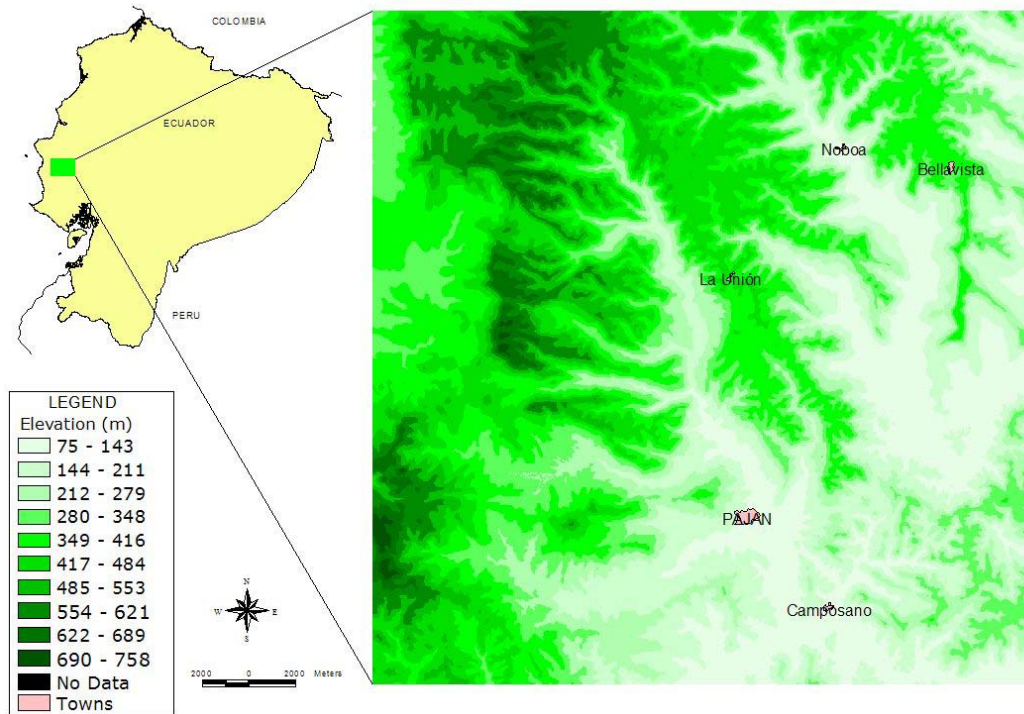 COLOMBIA
ECUADOR
PERU
LEGEND
Elevation (m)
75 - 143
144 - 211
212 - 279
280 - 348
349 - 416
417 - 484
485 - 553
554 - 621
622 - 689
690 - 758
No Data
Towns
N
W E
S
2000 0 2000 Meters
Noboa
Bellavista
La Unión
PAJAN
Camposano